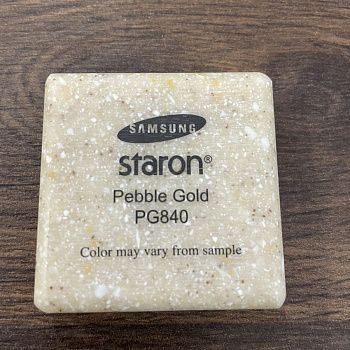 SAMSUNG
staron®
Pebble Gold
PG840
Color may vary from sample